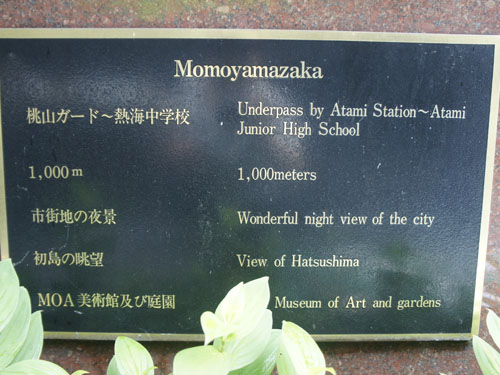 Momoyamazaka
桃山ガード～熱海中学校
Underpass by Atami Station～Atami
Junior High School
1,000m
1,000meters
市街地の夜景
Wonderful night view of the city
初島の眺望
View of Hatsushima
MOA美術館及び庭園
Museum of Art and gardens